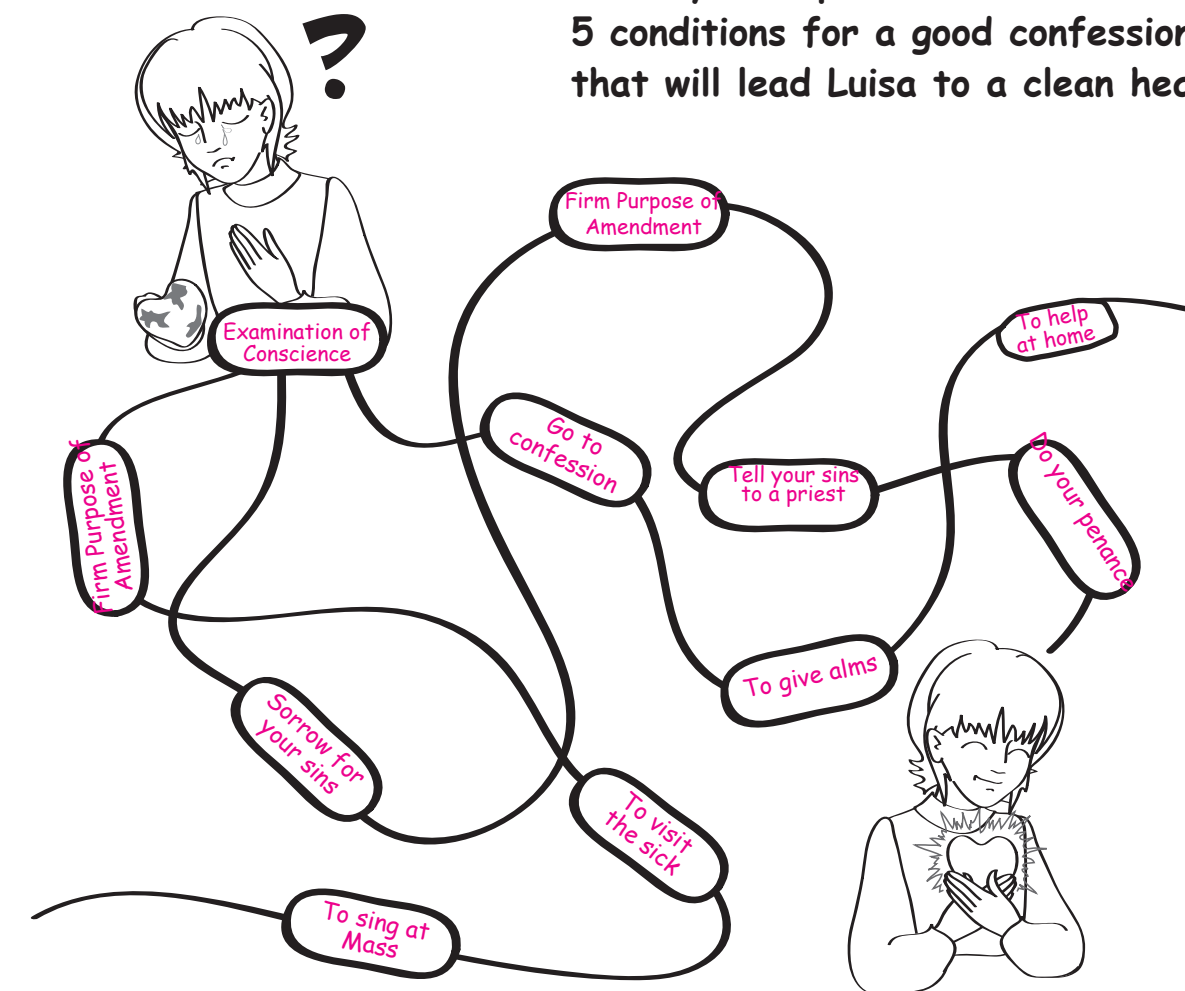 5 conditions for a good confession
that will lead Luisa to a clean
?
Firm Purpose of
Amendment
Examination of
Conscience
To help
at home
Go to
confession
Tell your sins
to a priest
Do your penance
Firm Purpose of
Amendment
To give alms
Sorrow for
your sins
To visit
the sick
To sing at
Mass